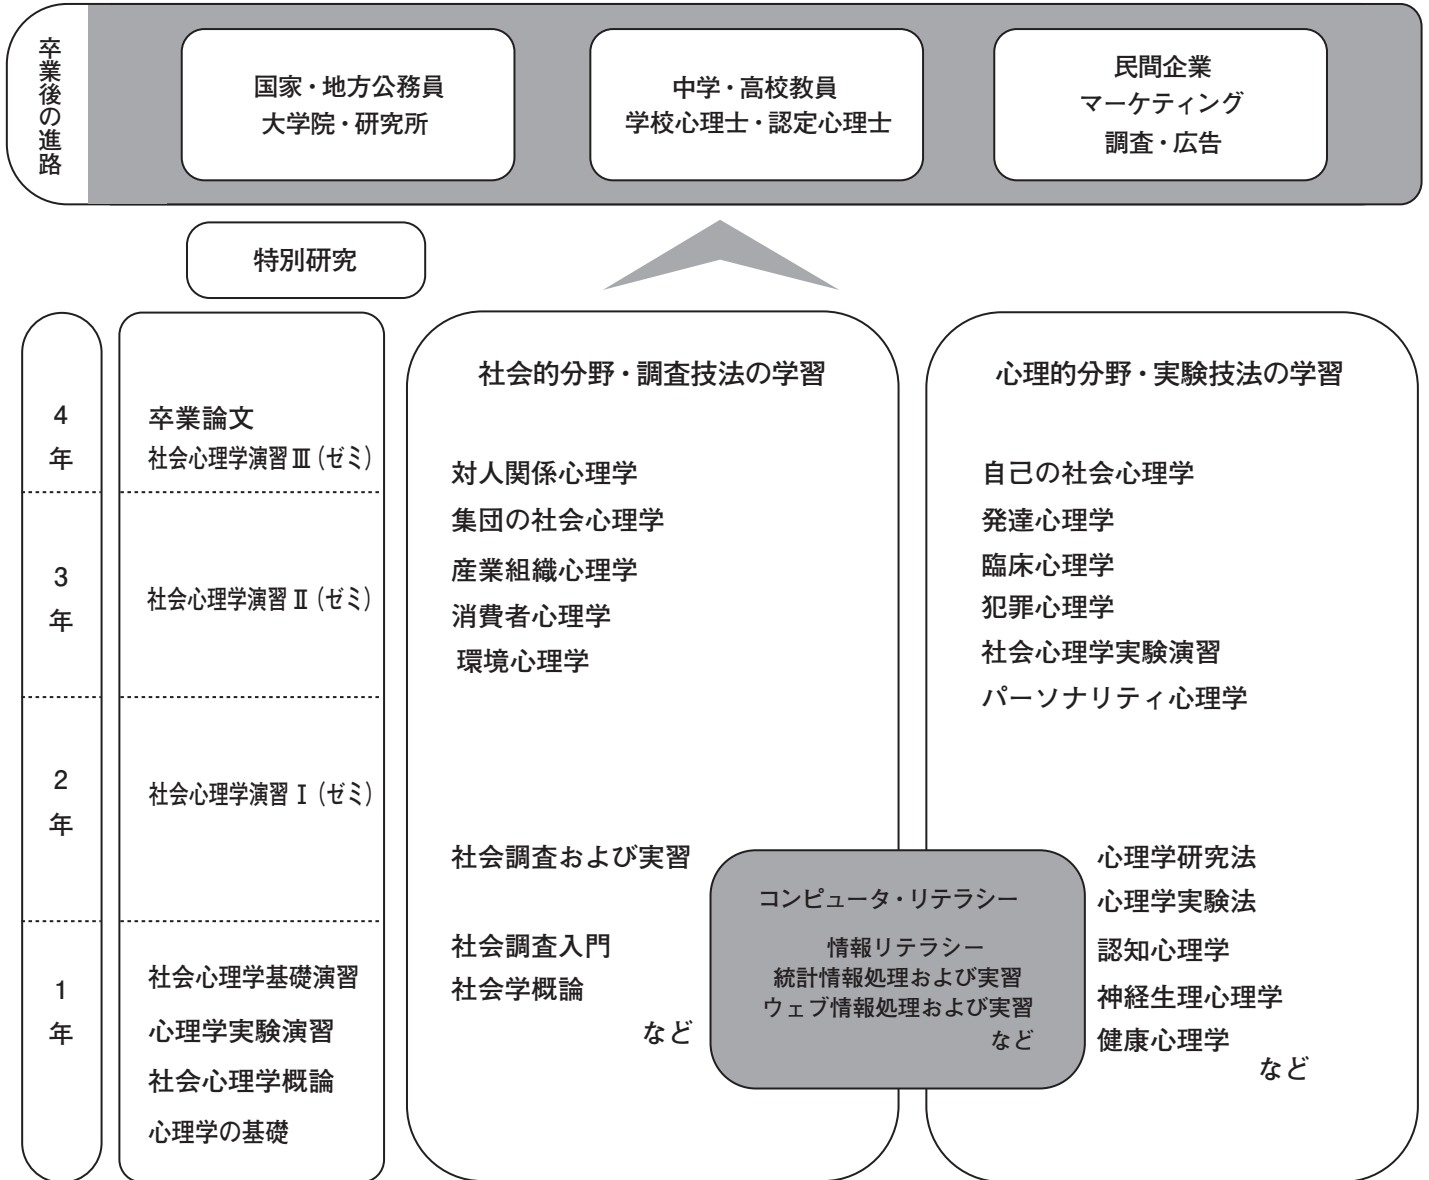 卒業後の進路
国家・地方公務員
大学院・研究所
中学・高校教員
学校心理士・認定心理士
民間企業
マーケティング
調査・広告
特別研究
4年
卒業論文
社会心理学演習Ⅲ(ゼミ)
3年
社会心理学演習Ⅱ(ゼミ)
2年
社会心理学演習Ⅰ(ゼミ)
1年
社会心理学基礎演習
心理学実験演習
社会心理学概論
心理学の基礎
社会的分野・調査技法の学習
対人関係心理学
集団の社会心理学
産業組織心理学
消費者心理学
環境心理学
社会調査および実習
社会調査入門
社会学概論
など
コンピュータ・リテラシー
情報リテラシー
統計情報処理および実習
ウェブ情報処理および実習
など
心理的分野・実験技法の学習
自己の社会心理学
発達心理学
臨床心理学
犯罪心理学
社会心理学実験演習
パーソナリティ心理学
心理学研究法
心理学実験法
認知心理学
神経生理心理学
健康心理学
など